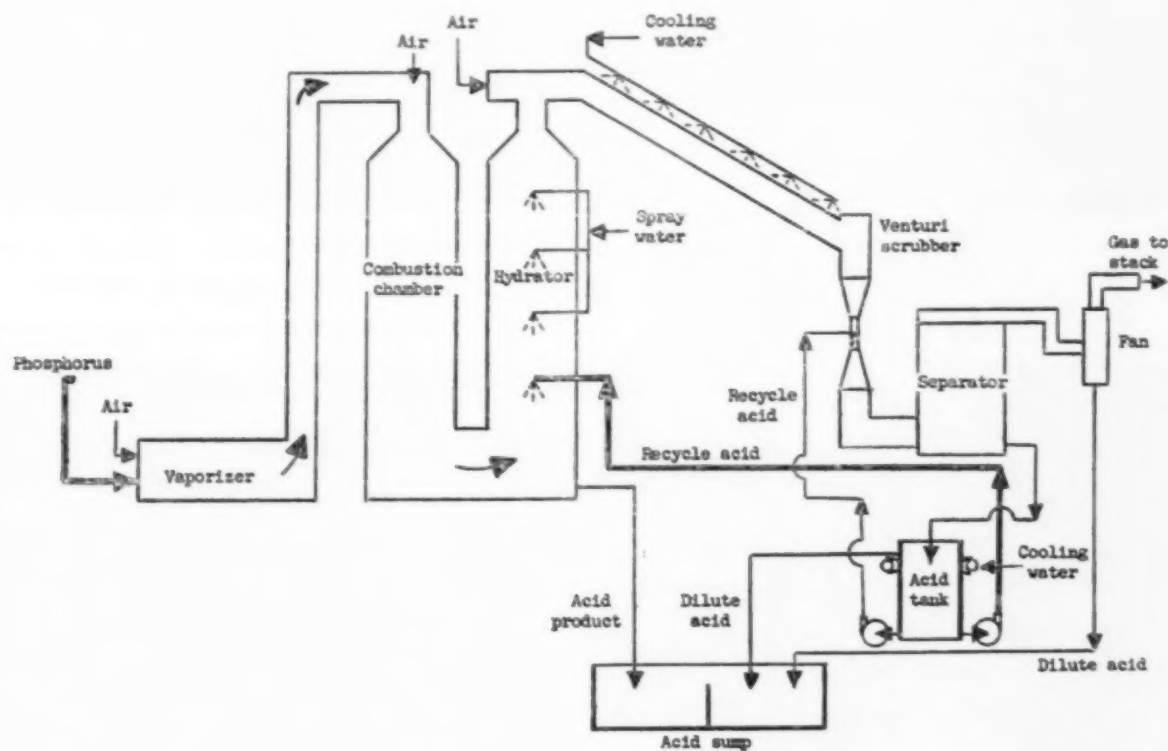 Air
Air
Cooling
water
Venturi
scrubber
Gas to
stack
Spray
water
Combustion
chamber
Hydrator
Fan
Phosphorus
Air
Separator
Recycle
acid
Vaporizer
Recycle acid
Cooling
water
Acid
tank
Acid
product
Dilute
acid
Dilute acid
Acid sump